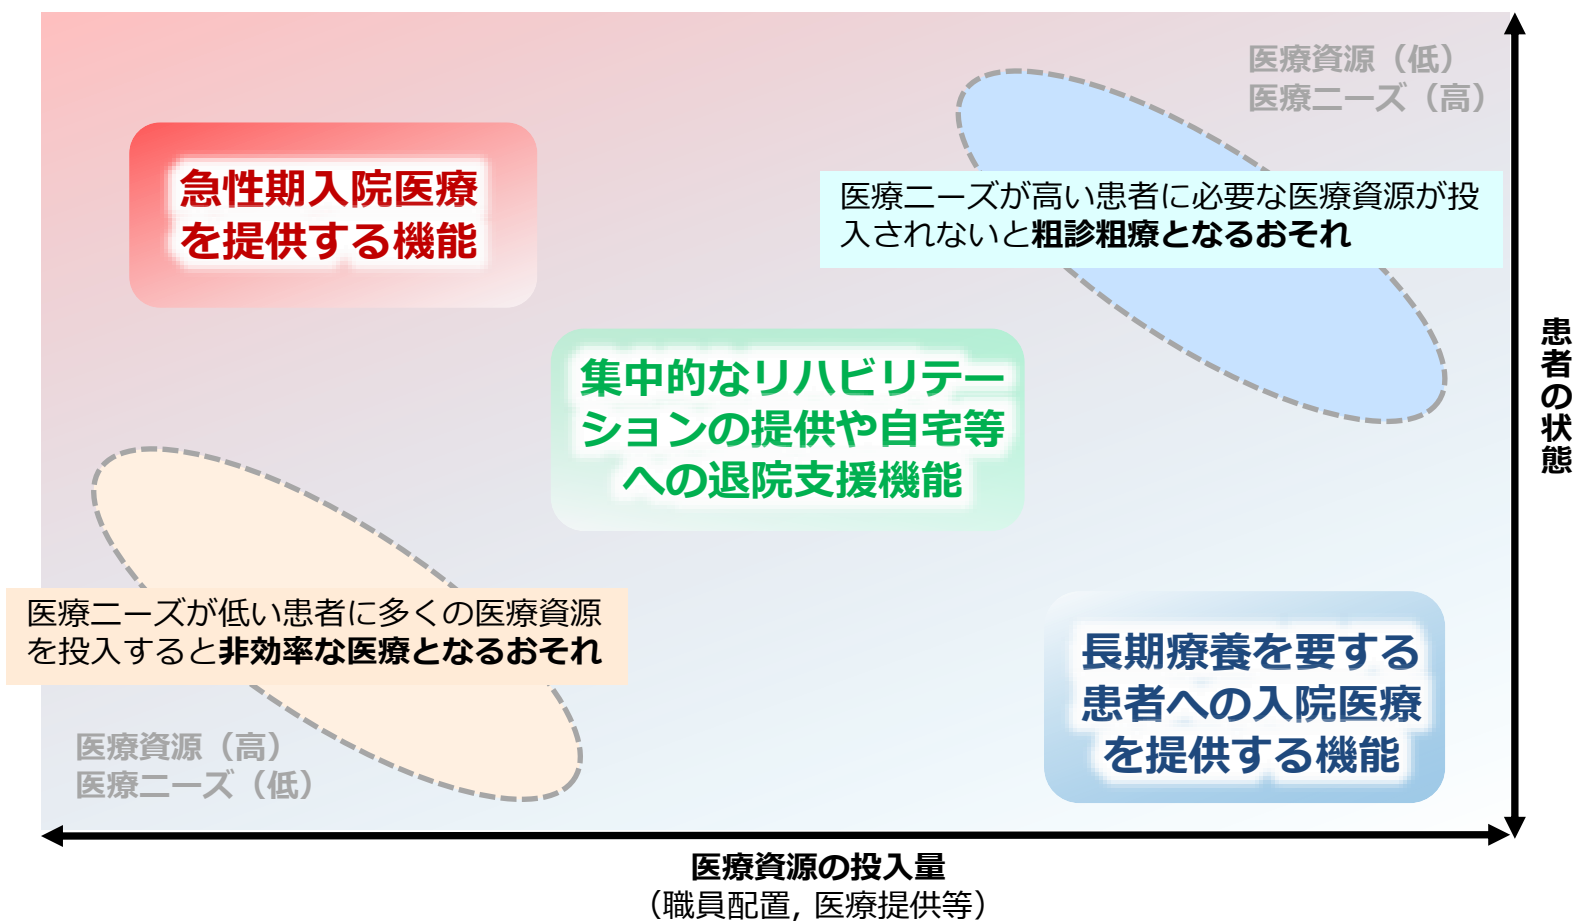 医療資源（低）
医療ニーズ（高）
急性期入院医療
を提供する機能
医療ニーズが高い患者に必要な医療資源が投
入されないと粗診粗療となるおそれ
集中的なリハビリテー
ションの提供や自宅等
への退院支援機能
患者の状態
医療ニーズが低い患者に多くの医療資源
を投入すると非効率な医療となるおそれ
長期療養を要する
患者への入院医療
を提供する機能
医療資源（高）
医療ニーズ（低）
医療資源の投入量
（職員配置, 医療提供等）